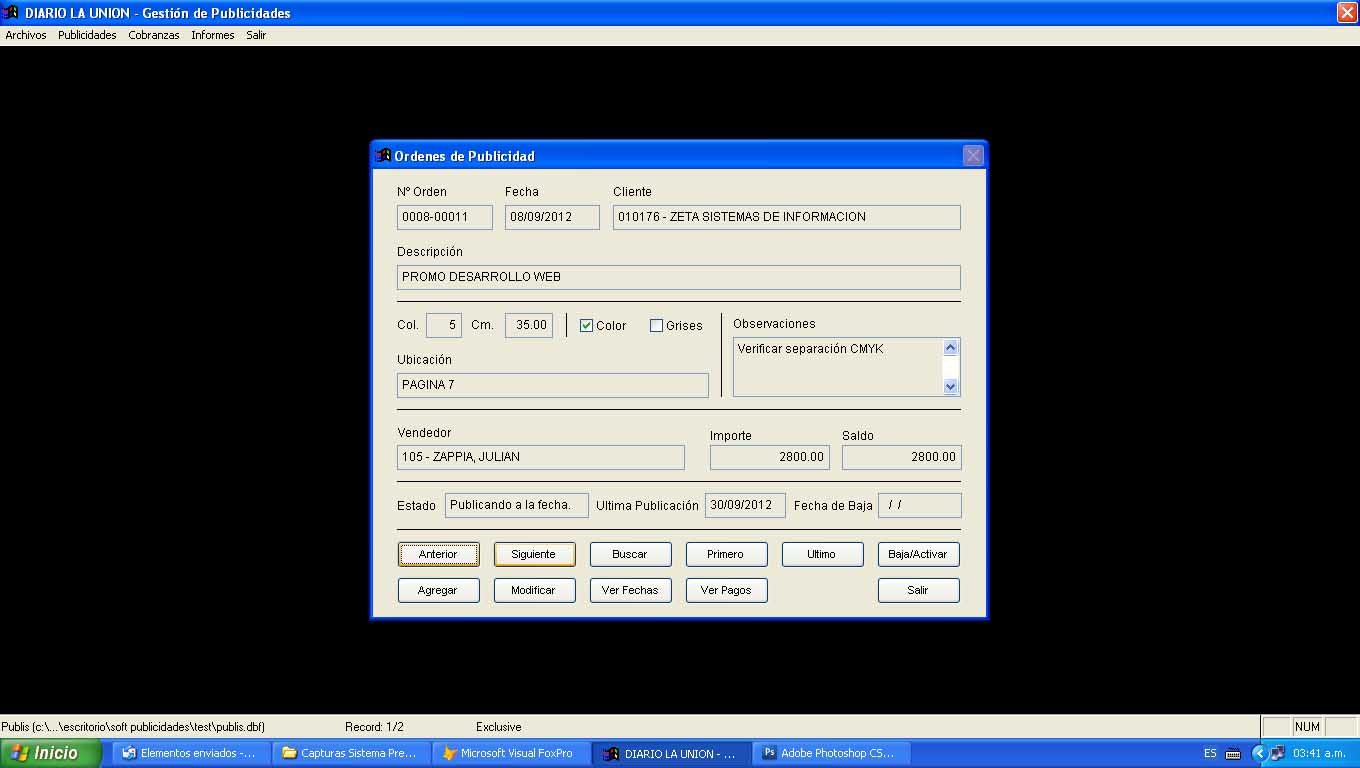 DIARIO LA UNION - Gestión de Publicidades
Archivos Publicidades Cobranzas Informes Salir
Ordenes de Publicidad
Nº Orden Fecha Cliente
0008-00011 08/09/2012 010176 - ZETA SISTEMAS DE INFORMACION
Descripción
PROMO DESARROLLO WEB
Col. 5 Cm. 35.00 Color Grises Observaciones
Verificar separación CMYK
Ubicación
PAGINA 7
Vendedor Importe Saldo
105 - ZAPPIA, JULIAN 2800.00 2800.00
Estado Publicando a la fecha. Ultima Publicación 30/09/2012 Fecha de Baja / /
Anterior Siguiente Buscar Primero Ultimo Baja/Activar
Agregar Modificar Ver Fechas Ver Pagos Salir
Publis (c:\...\escritorio\soft publicidades\test\publis.dbf) Record: 1/2 Exclusive NUM
Inicio Elementos enviados -... Capturas Sistema Pre... Microsoft Visual FoxPro DIARIO LA UNION - ... Ps Adobe Photoshop CS... ES 03:41 a.m.